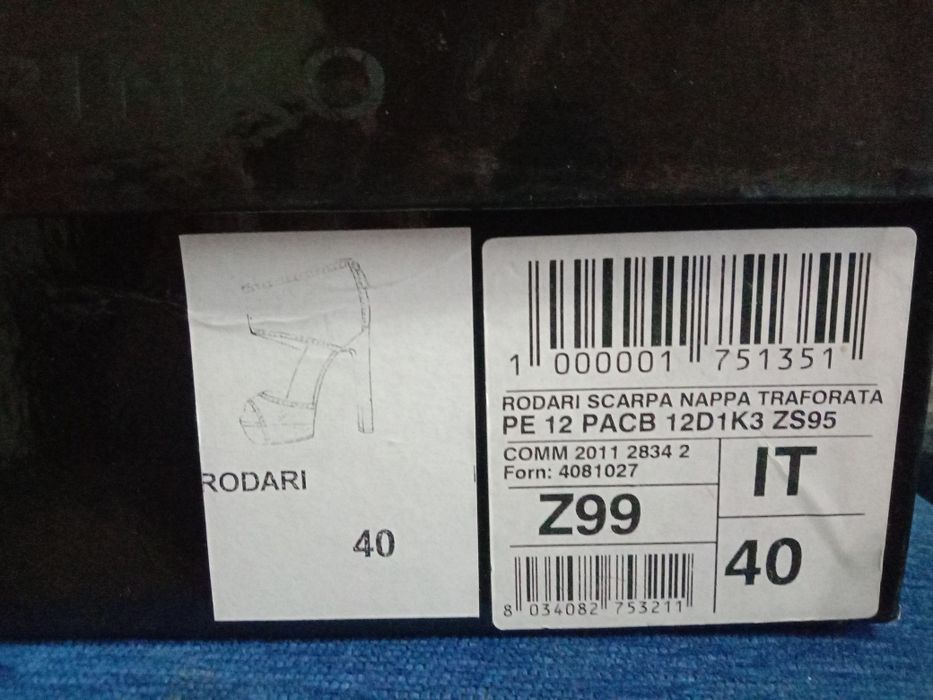 PINKO
RODARI
40
1 000001 751351
RODARI SCARPA NAPPA TRAFORATA
PE 12 PACB 12D1K3 ZS95
COMM 2011 2834 2
Forn: 4081027
IT
Z99
40
8 034082 753211